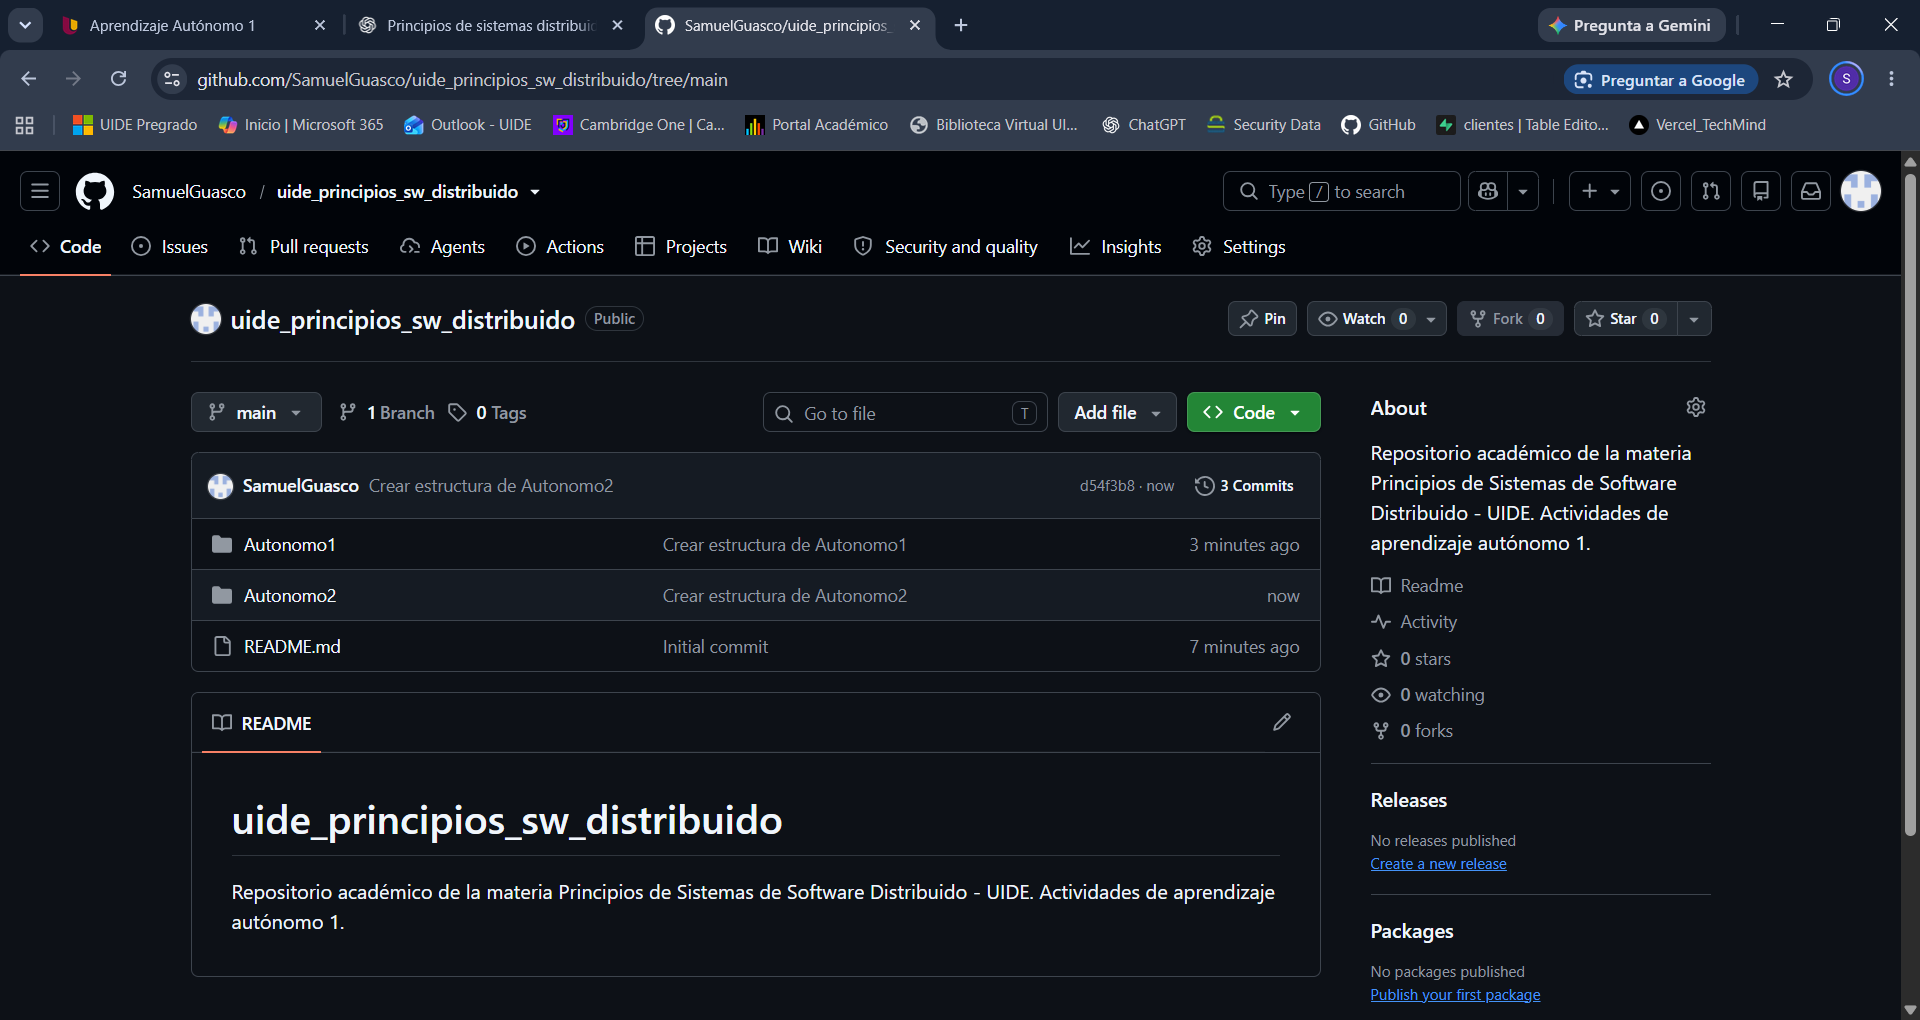 Aprendizaje Autónomo 1
Principios de sistemas distribui
SamuelGuasco/uide_principios_
Pregunta a Gemini
github.com/SamuelGuasco/uide_principios_sw_distribuido/tree/main
Preguntar a Google
S
UIDE Pregrado
Inicio | Microsoft 365
Outlook - UIDE
Cambridge One | Ca...
Portal Académico
Biblioteca Virtual UI...
ChatGPT
Security Data
GitHub
clientes | Table Edito...
Vercel_TechMind
SamuelGuasco / uide_principios_sw_distribuido
Type / to search
Code
Issues
Pull requests
Agents
Actions
Projects
Wiki
Security and quality
Insights
Settings
uide_principios_sw_distribuido Public
Pin
Watch 0
Fork 0
Star 0
main
1 Branch
0 Tags
Go to file T
Add file
Code
SamuelGuasco Crear estructura de Autonomo2 d54f3b8 · now 3 Commits
Autonomo1 Crear estructura de Autonomo1 3 minutes ago
Autonomo2 Crear estructura de Autonomo2 now
README.md Initial commit 7 minutes ago
README
uide_principios_sw_distribuido
Repositorio académico de la materia Principios de Sistemas de Software Distribuido - UIDE. Actividades de aprendizaje
autónomo 1.
About
Repositorio académico de la materia
Principios de Sistemas de Software
Distribuido - UIDE. Actividades de
aprendizaje autónomo 1.
Readme
Activity
0 stars
0 watching
0 forks
Releases
No releases published
Create a new release
Packages
No packages published
Publish your first package